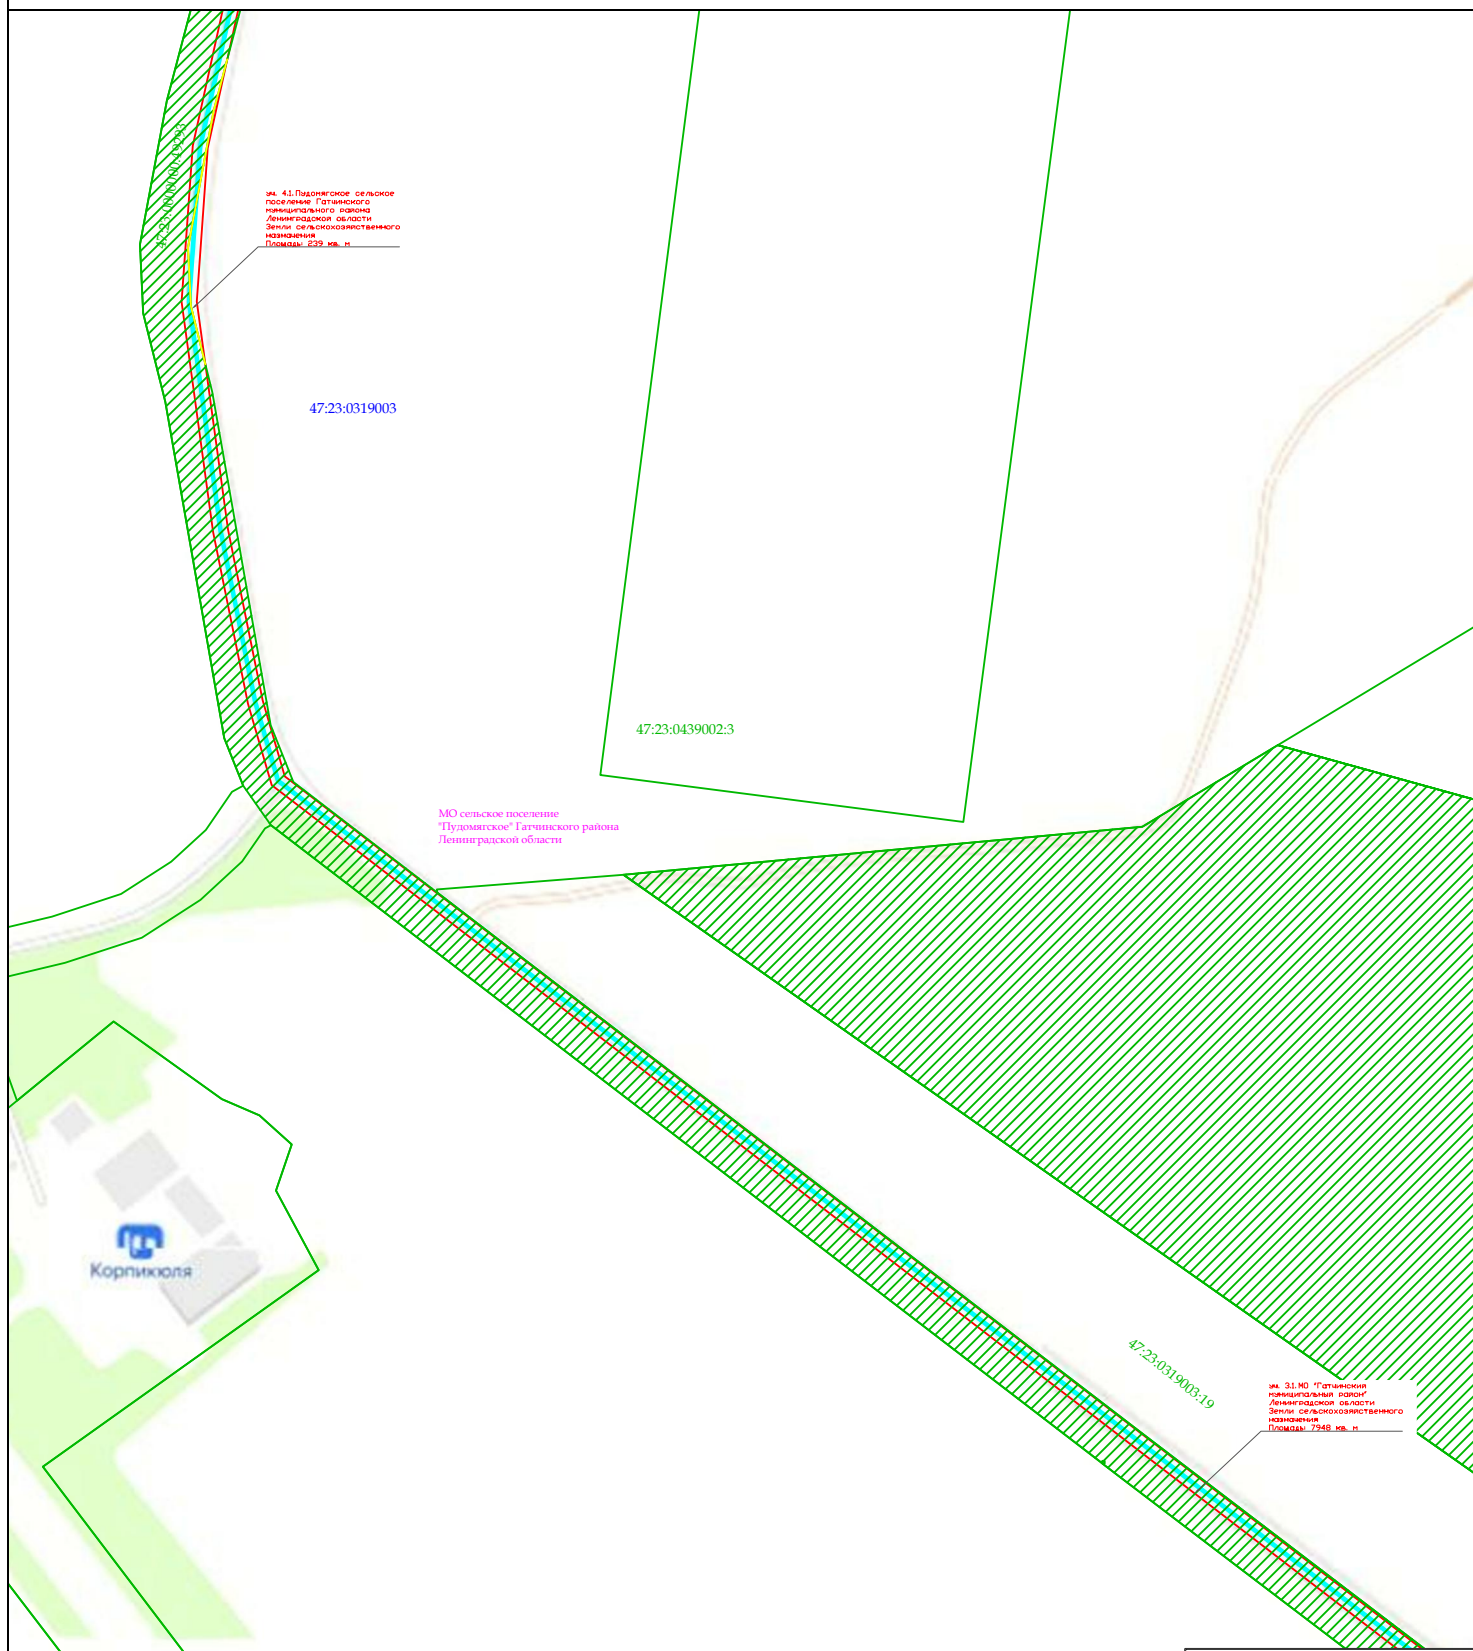 уч. 4.1. Пудомягское сельское
поселение Гатчинского
муниципального района
Ленинградской области
Земли сельскохозяйственного
назначения
Площадь: 239 кв. м
47:23:0319003
47:23:0439002:3
МО сельское поселение
"Пудомягское" Гатчинского района
Ленинградской области
Корпикюля
47:23:0319003:19
уч. 3.1. МО "Гатчинский
муниципальный район"
Ленинградской области
Земли сельскохозяйственного
назначения
Площадь: 7948 кв. м